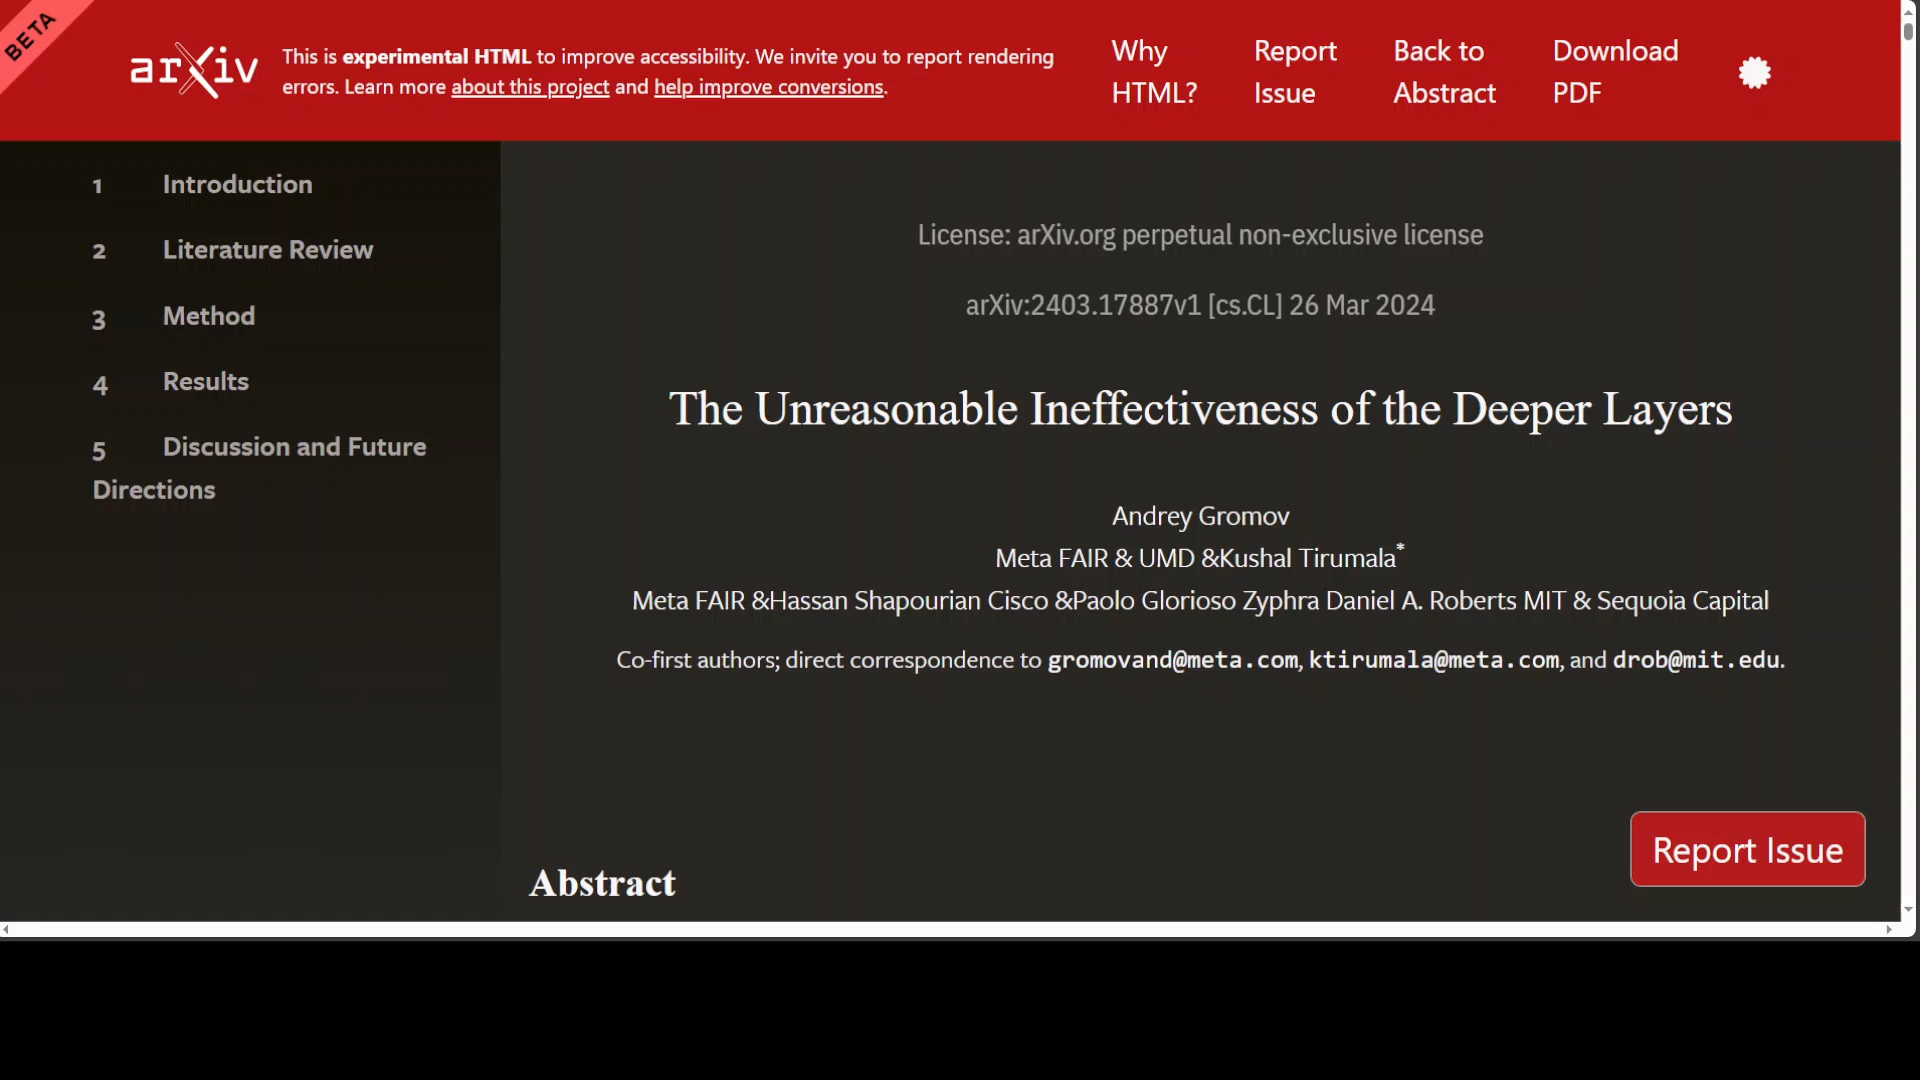 BETA
arXiv
This is experimental HTML to improve accessibility. We invite you to report rendering
errors. Learn more about this project and help improve conversions.
Why
HTML?
Report
Issue
Back to
Abstract
Download
PDF
1 Introduction
2 Literature Review
3 Method
4 Results
5 Discussion and Future
Directions
License: arXiv.org perpetual non-exclusive license
arXiv:2403.17887v1 [cs.CL] 26 Mar 2024
The Unreasonable Ineffectiveness of the Deeper Layers
Andrey Gromov
Meta FAIR & UMD &Kushal Tirumala*
Meta FAIR &Hassan Shapourian Cisco &Paolo Glorioso Zyphra Daniel A. Roberts MIT & Sequoia Capital
Co-first authors; direct correspondence to gromovand@meta.com, ktirumala@meta.com, and drob@mit.edu.
Report Issue
Abstract